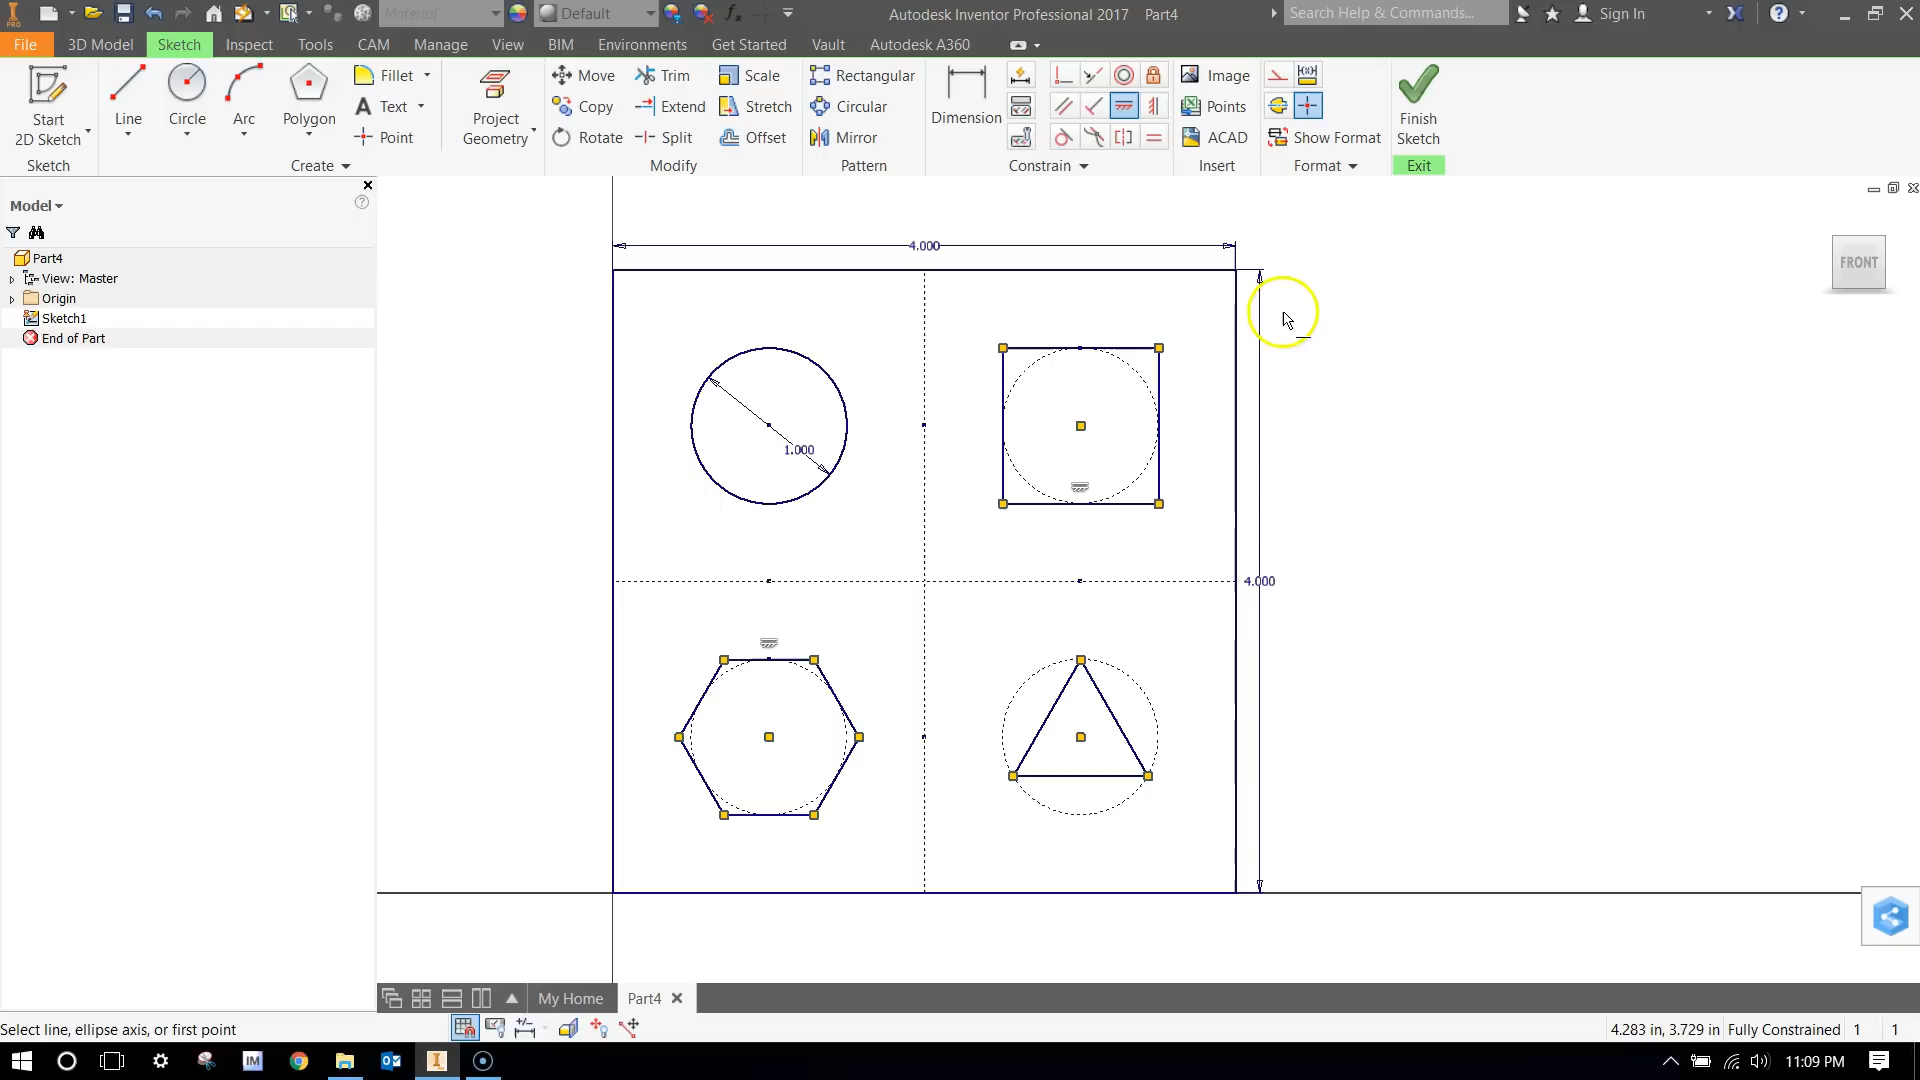 Material
Default
Autodesk Inventor Professional 2017 Part4
Search Help & Commands...
Sign In
PRO
File 3D Model Sketch Inspect Tools CAM Manage View BIM Environments Get Started Vault Autodesk A360
Start
2D Sketch
Line
Circle
Arc
Polygon
Fillet
Text
Point
Project
Geometry
Move
Copy
Rotate
Trim
Extend
Split
Scale
Stretch
Offset
Rectangular
Circular
Mirror
Dimension
Image
Points
ACAD
Show Format
Finish
Sketch
Sketch Create Modify Pattern Constrain Insert Format Exit
Model
Part4
View: Master
Origin
Sketch1
End of Part
4.000
FRONT
1.000
4.000
My Home Part4
Select line, ellipse axis, or first point
4.283 in, 3.729 in Fully Constrained 1 1
IM
11:09 PM